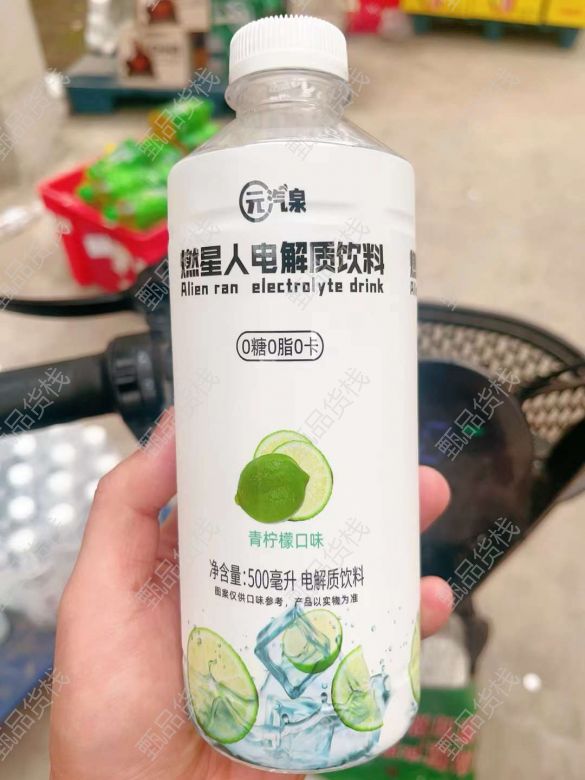 元汽泉
燃星人电解质饮料
Alien ran electrolyte drink
0糖0脂0卡
青柠檬口味
净含量:500毫升 电解质饮料
图案仅供口味参考,产品以实物为准
甄品货栈